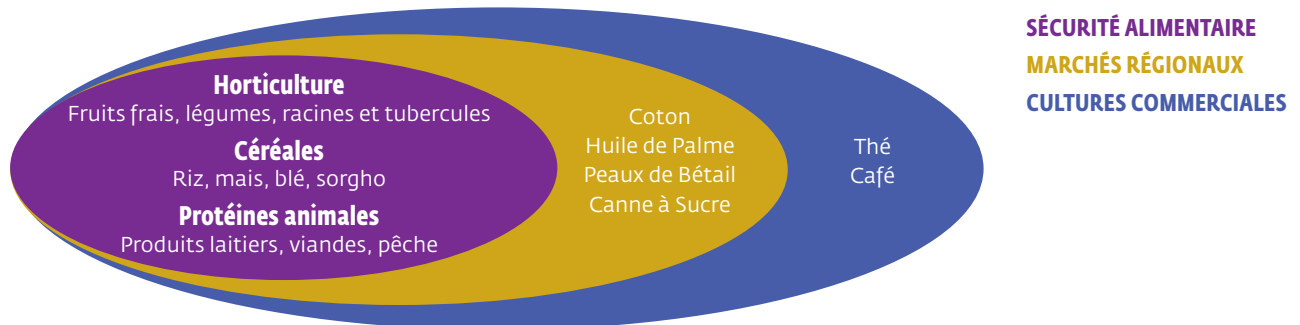 Horticulture
Fruits frais, légumes, racines et tubercules
Céréales
Riz, mais, blé, sorgho
Protéines animales
Produits laitiers, viandes, pêche
Coton
Huile de Palme
Peaux de Bétail
Canne à Sucre
Thé
Café
SÉCURITÉ ALIMENTAIRE
MARCHÉS RÉGIONAUX
CULTURES COMMERCIALES